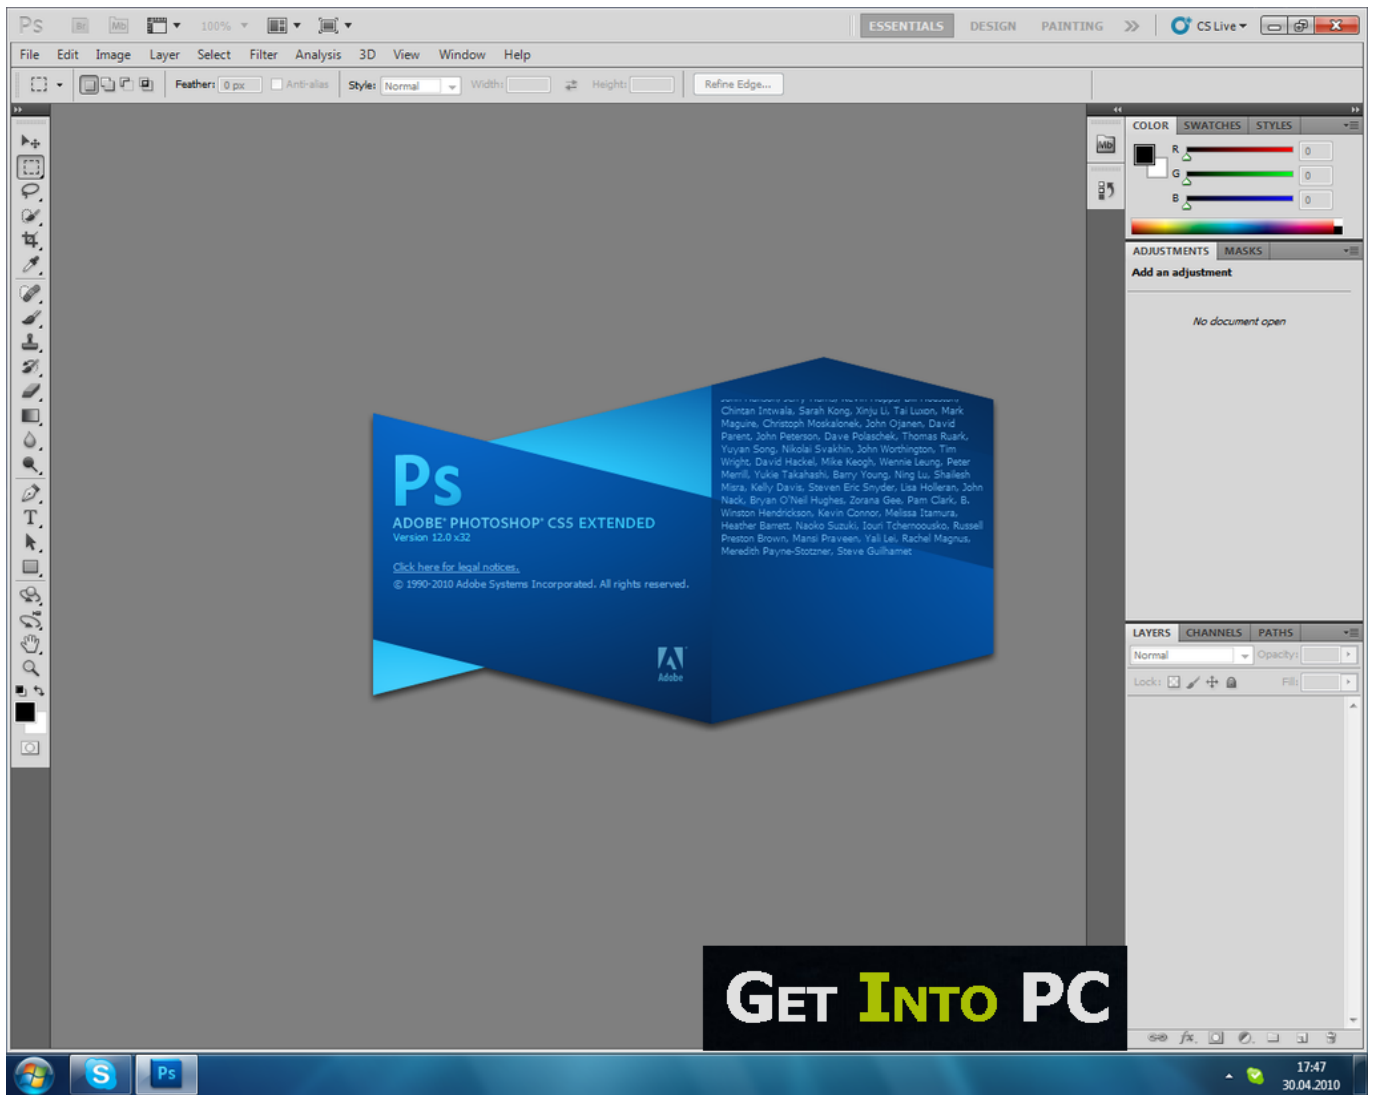 Ps Br Mb 100% ESSENTIALS DESIGN PAINTING CS Live
File Edit Image Layer Select Filter Analysis 3D View Window Help
Feather: 0 px Anti-alias Style: Normal Width: Height: Refine Edge...
Mb
COLOR SWATCHES STYLES
R 0
G 0
B 0
ADJUSTMENTS MASKS
Add an adjustment
No document open
Ps
ADOBE® PHOTOSHOP® CS5 EXTENDED
Version 12.0 x32
Click here for legal notices.
© 1990-2010 Adobe Systems Incorporated. All rights reserved.
Adobe
Chintan Intwala, Sarah Kong, Xinju Li, Tai Luxon, Mark
Maguire, Christoph Moskalonek, John Ojanen, David
Parent, John Peterson, Dave Polaschek, Thomas Ruark,
Yuyan Song, Nikolai Svakhin, John Worthington, Tim
Wright, David Hackel, Mike Keogh, Wennie Leung, Peter
Merrill, Yukie Takahashi, Barry Young, Ning Lu, Shailesh
Misra, Kelly Davis, Steven Eric Snyder, Lisa Holleran, John
Nack, Bryan O'Neil Hughes, Zorana Gee, Pam Clark, B.
Winston Hendrickson, Kevin Connor, Melissa Itamura,
Heather Barrett, Naoko Suzuki, Iouri Tchernoousko, Russell
Preston Brown, Mansi Praveen, Yali Lei, Rachel Magnus,
Meredith Payne-Stotzner, Steve Guilhamet
LAYERS CHANNELS PATHS
Normal Opacity:
Lock: Fill:
T
GET INTO PC
fx
S Ps
17:47
30.04.2010